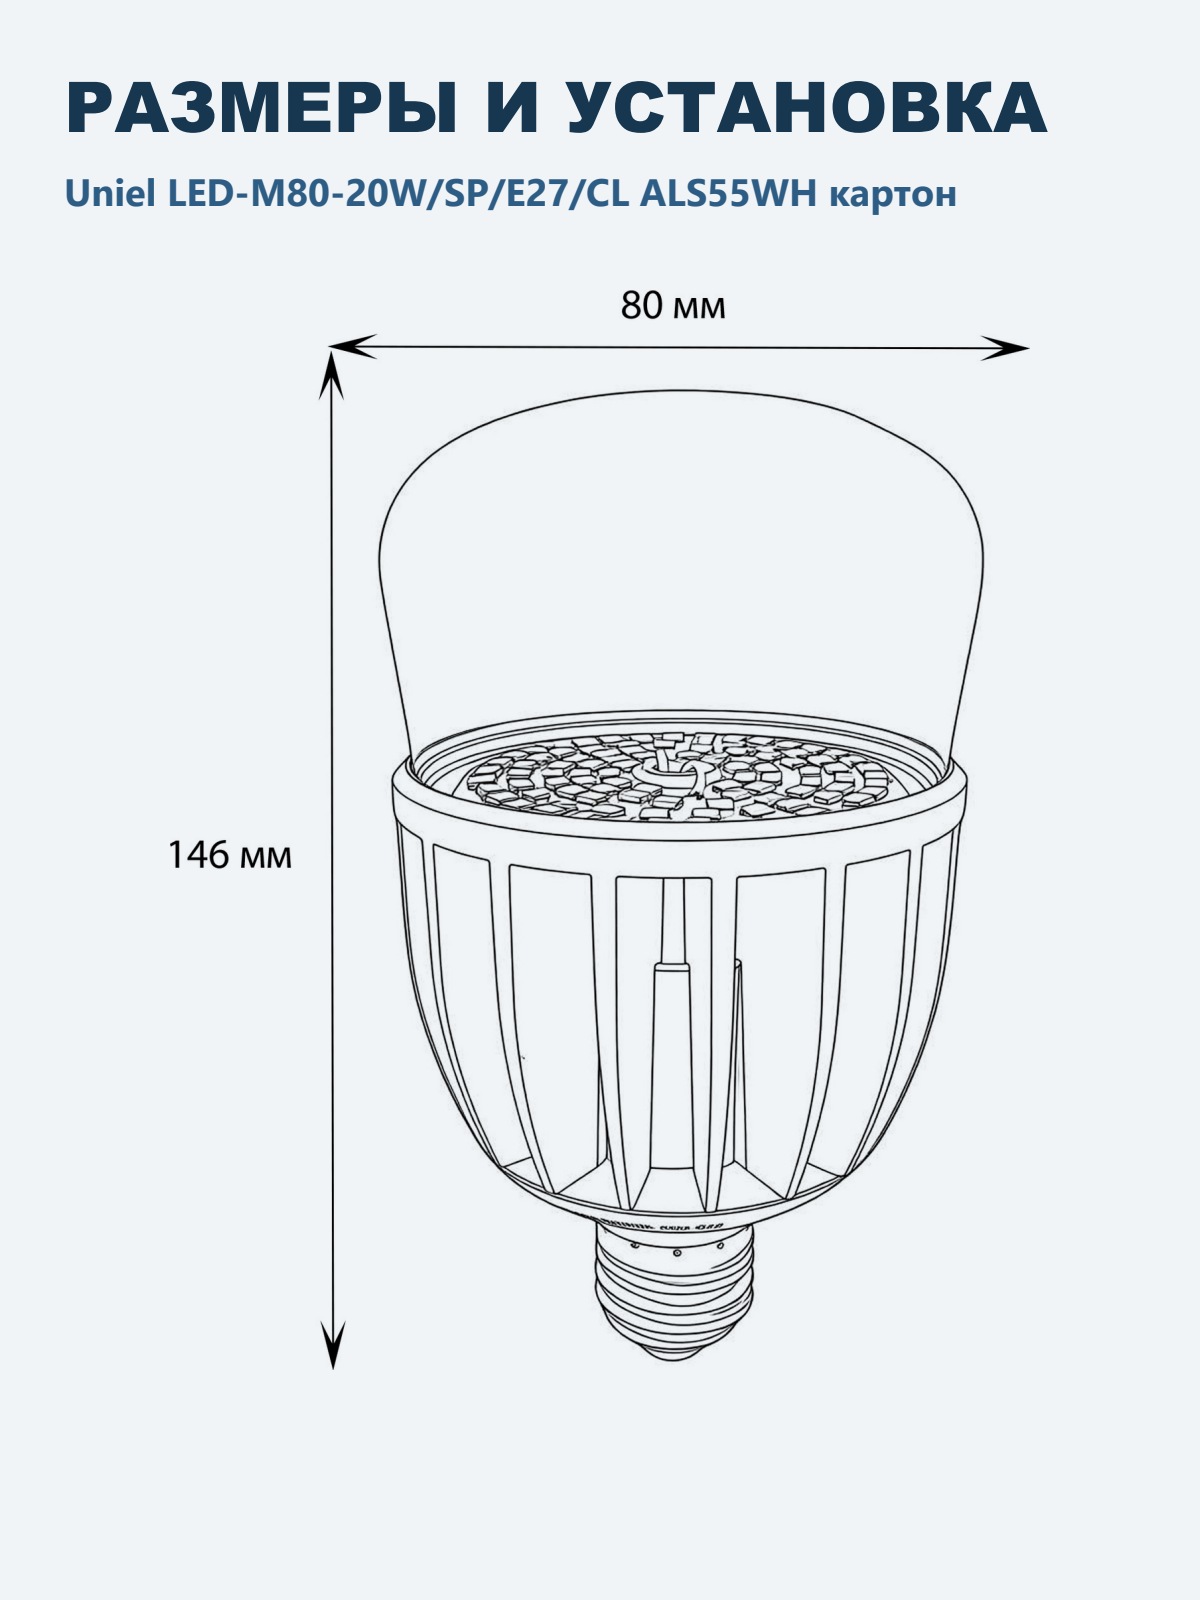 РАЗМЕРЫ И УСТАНОВКА
Uniel LED-M80-20W/SP/E27/CL ALS55WH картон
80 мм
146 мм